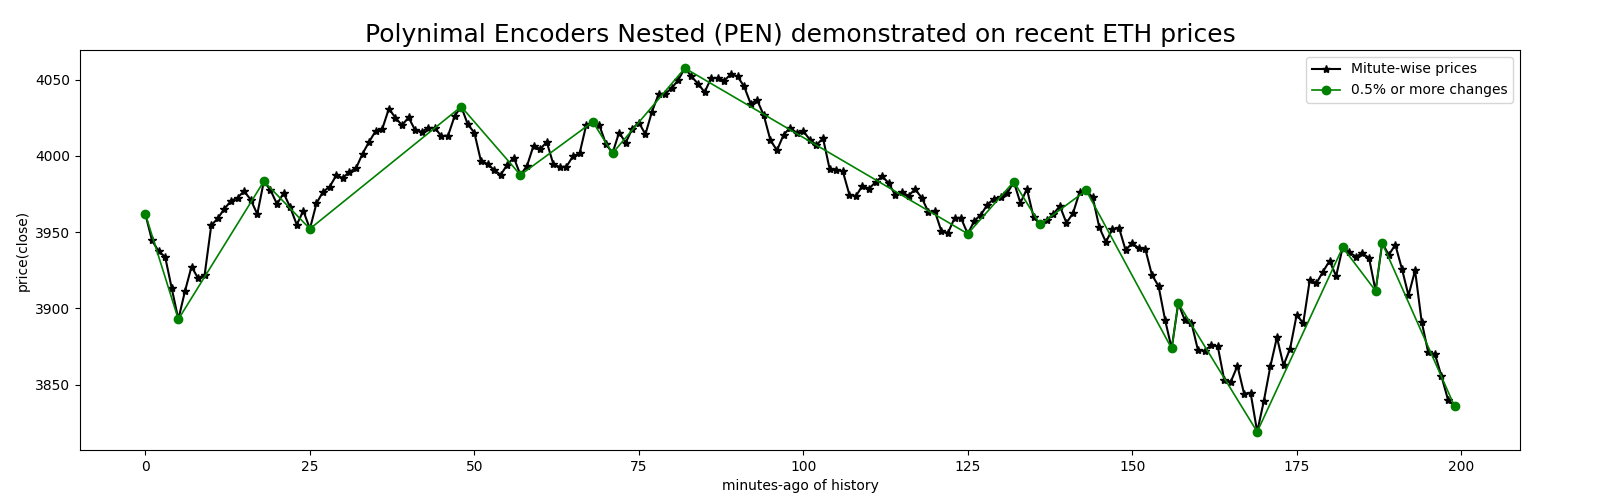 Polynimal Encoders Nested (PEN) demonstrated on recent ETH prices
Mitute-wise prices
0.5% or more changes
price(close)
4050
4000
3950
3900
3850
0 25 50 75 100 125 150 175 200
minutes-ago of history